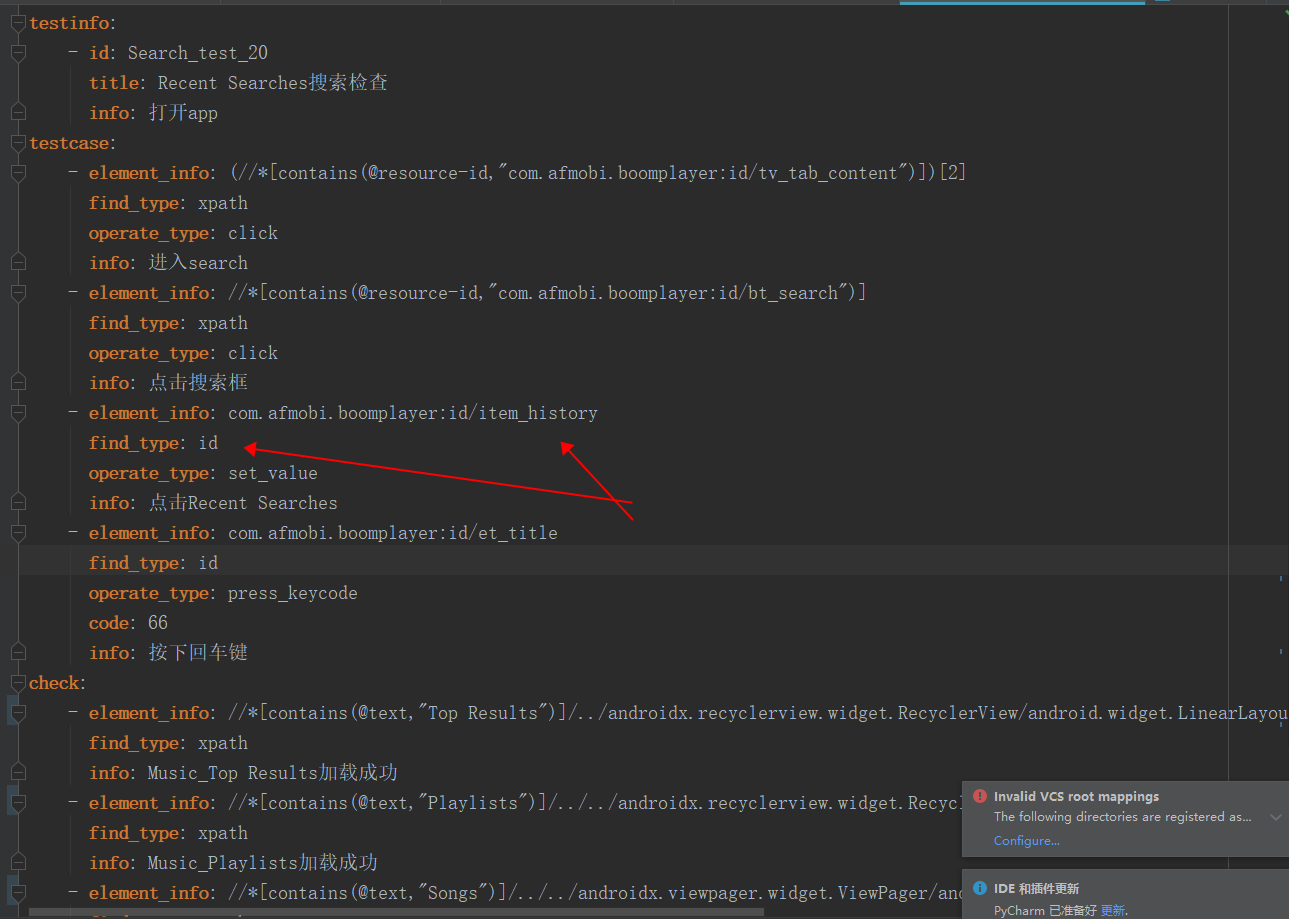 testinfo:
- id: Search_test_20
title: Recent Searches搜索检查
info: 打开app
testcase:
- element_info: (//*[contains(@resource-id,"com.afmobi.boomplayer:id/tv_tab_content")])[2]
find_type: xpath
operate_type: click
info: 进入search
- element_info: //*[contains(@resource-id,"com.afmobi.boomplayer:id/bt_search")]
find_type: xpath
operate_type: click
info: 点击搜索框
- element_info: com.afmobi.boomplayer:id/item_history
find_type: id
operate_type: set_value
info: 点击Recent Searches
- element_info: com.afmobi.boomplayer:id/et_title
find_type: id
operate_type: press_keycode
code: 66
info: 按下回车键
check:
- element_info: //*[contains(@text,"Top Results")]/../androidx.recyclerview.widget.RecyclerView/android.widget.LinearLayou
find_type: xpath
info: Music_Top Results加载成功
- element_info: //*[contains(@text,"Playlists")]/../../androidx.recyclerview.widget.Recycl
find_type: xpath
info: Music_Playlists加载成功
- element_info: //*[contains(@text,"Songs")]/../../androidx.viewpager.widget.ViewPager/and
Invalid VCS root mappings
The following directories are registered as...
Configure...
IDE 和插件更新
PyCharm 已准备好 更新.